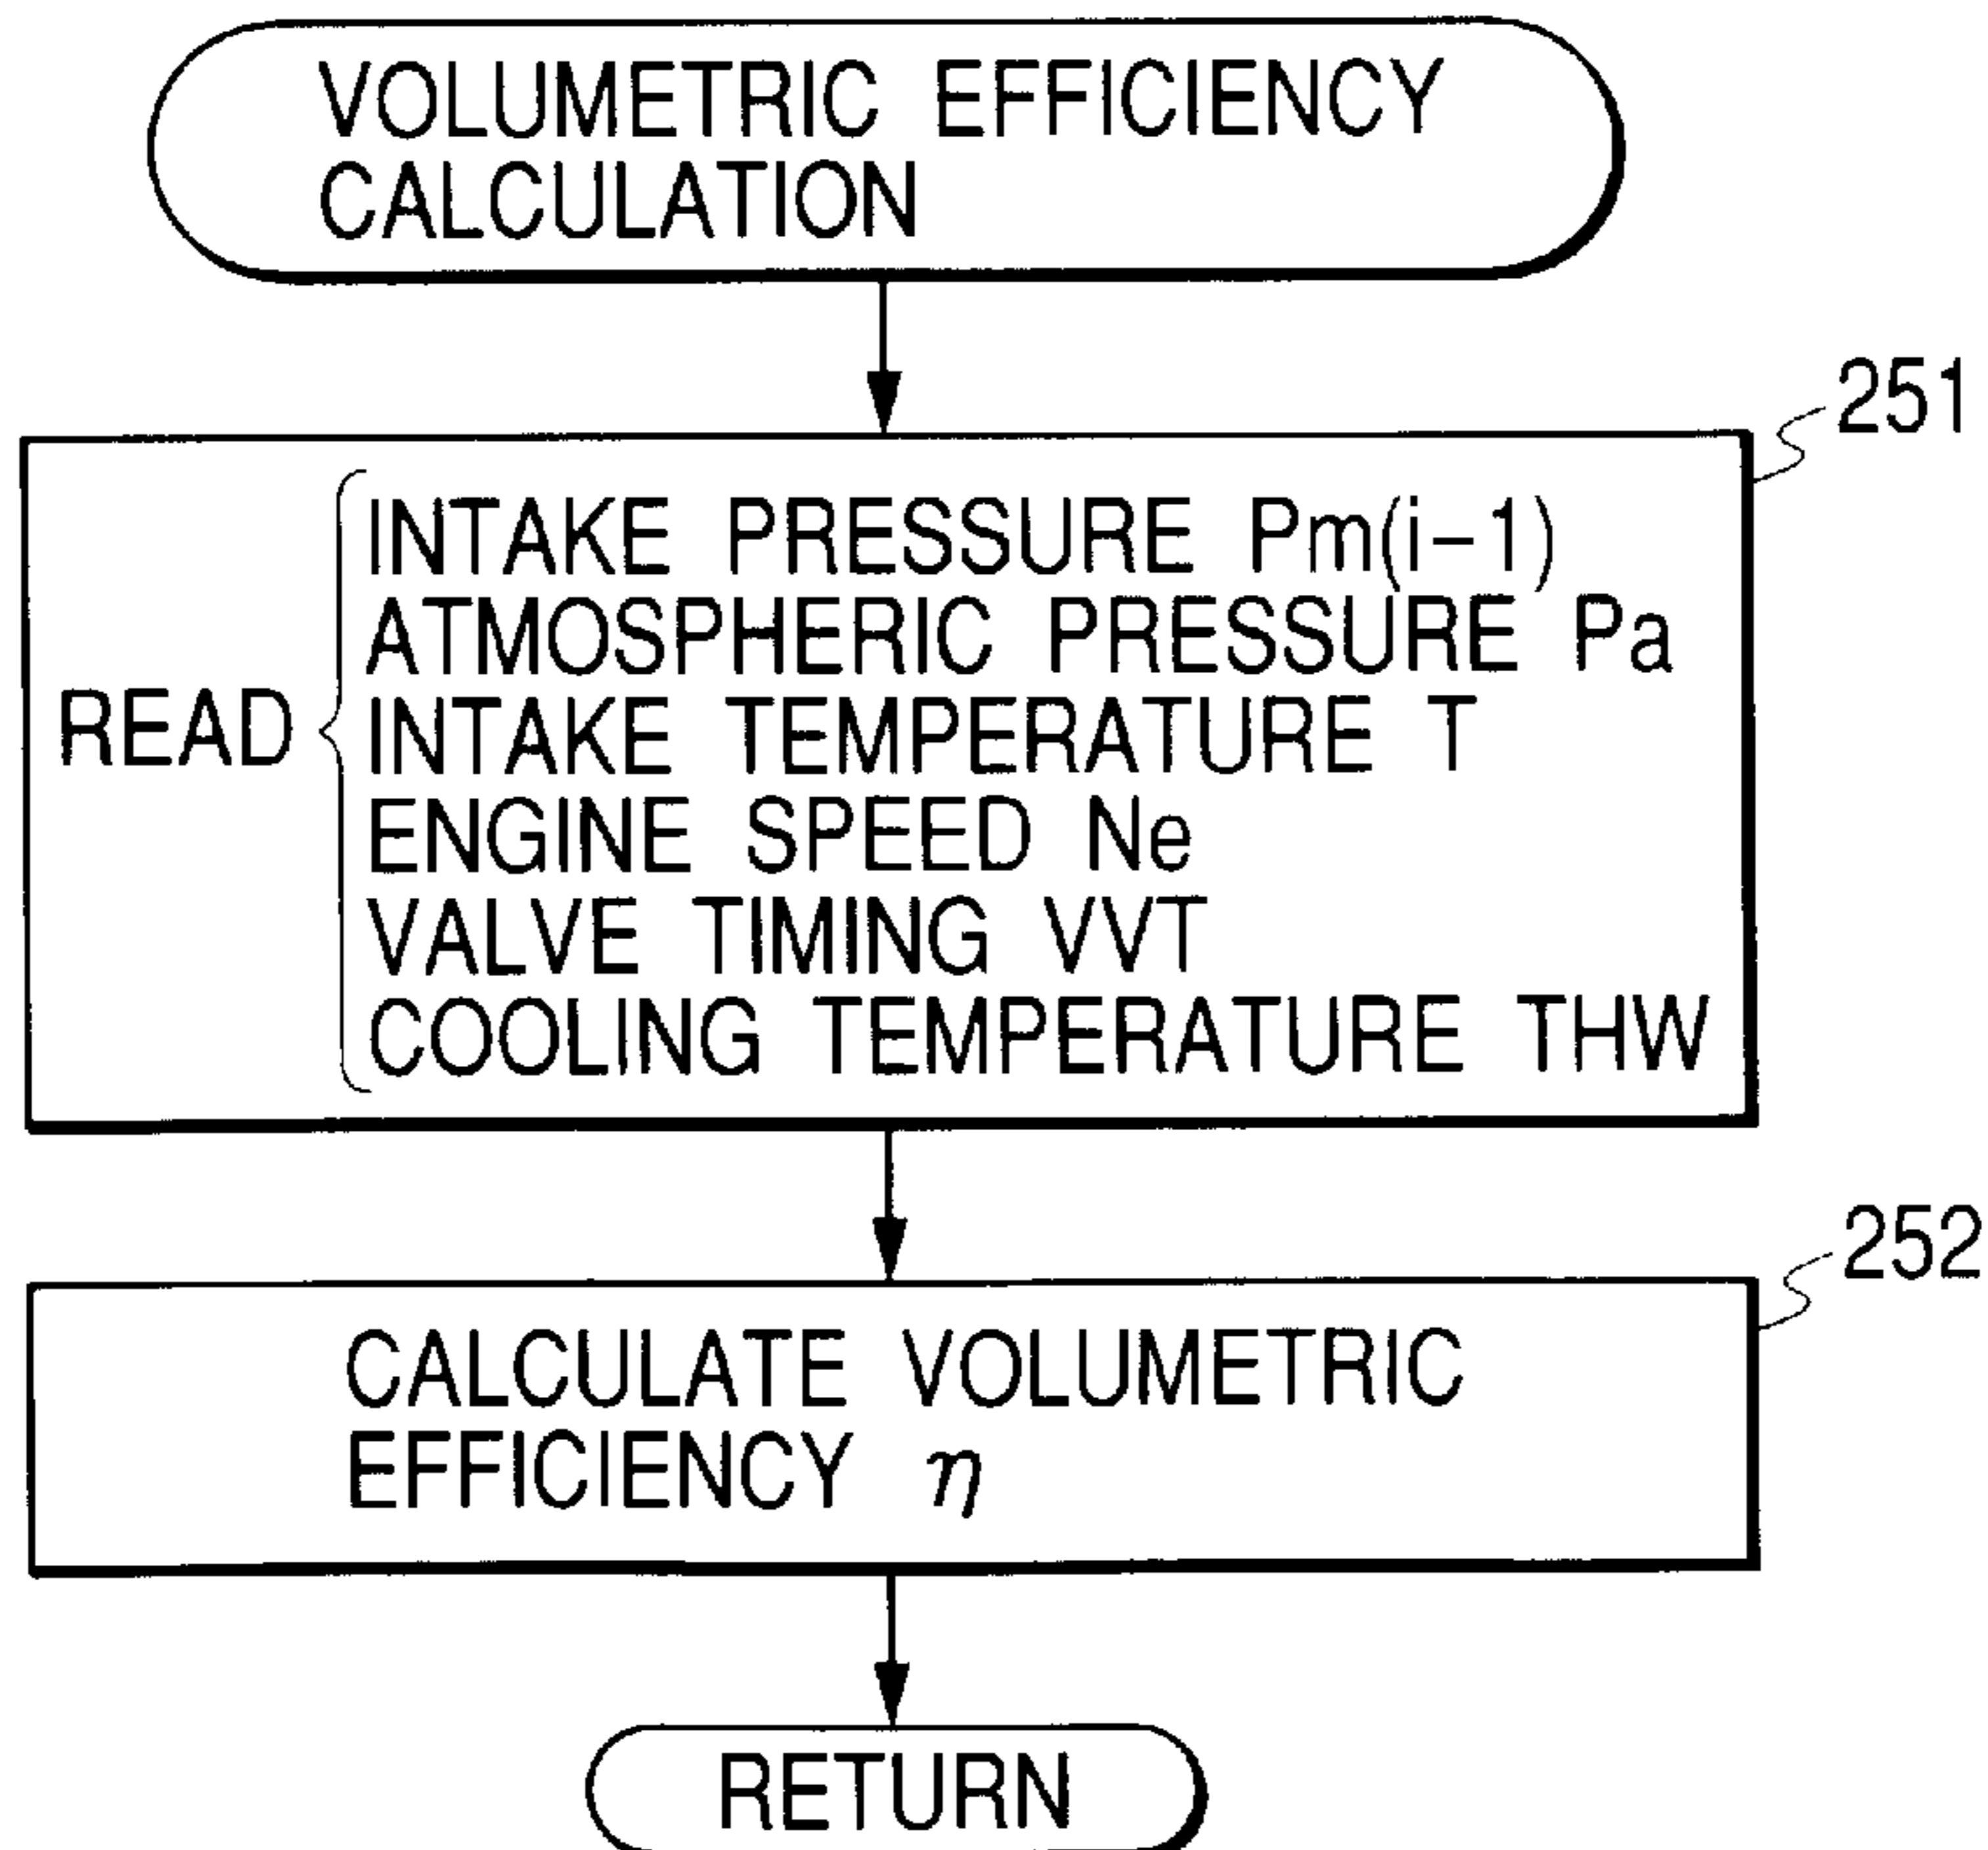 VOLUMETRIC EFFICIENCY
CALCULATION
251
INTAKE PRESSURE Pm(i-1)
ATMOSPHERIC PRESSURE Pa
READ
INTAKE TEMPERATURE T
ENGINE SPEED Ne
VALVE TIMING VVT
COOLING TEMPERATURE THW
252
CALCULATE VOLUMETRIC
EFFICIENCY η
RETURN